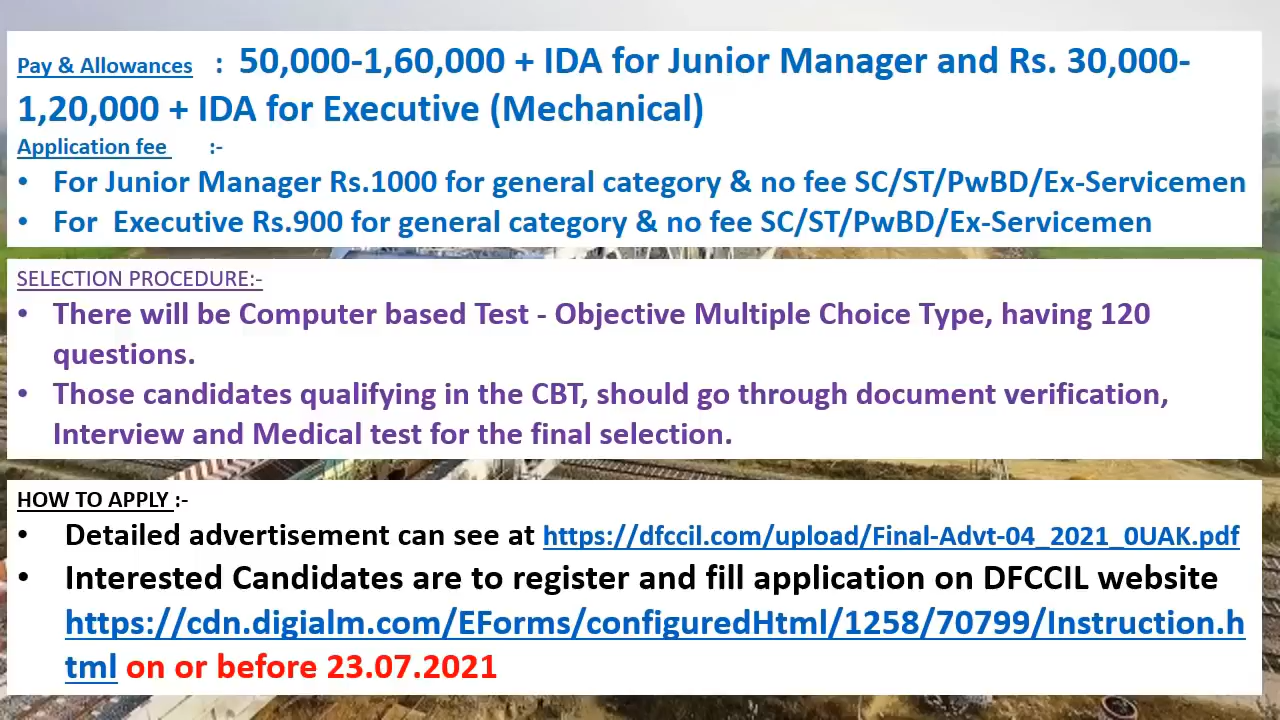 Pay & Allowances : 50,000-1,60,000 + IDA for Junior Manager and Rs. 30,000-
1,20,000 + IDA for Executive (Mechanical)
Application fee :-
• For Junior Manager Rs.1000 for general category & no fee SC/ST/PwBD/Ex-Servicemen
• For Executive Rs.900 for general category & no fee SC/ST/PwBD/Ex-Servicemen
SELECTION PROCEDURE:-
• There will be Computer based Test - Objective Multiple Choice Type, having 120
questions.
• Those candidates qualifying in the CBT, should go through document verification,
Interview and Medical test for the final selection.
HOW TO APPLY :-
• Detailed advertisement can see at https://dfccil.com/upload/Final-Advt-04_2021_0UAK.pdf
• Interested Candidates are to register and fill application on DFCCIL website
https://cdn.digialm.com/EForms/configuredHtml/1258/70799/Instruction.h
tml on or before 23.07.2021